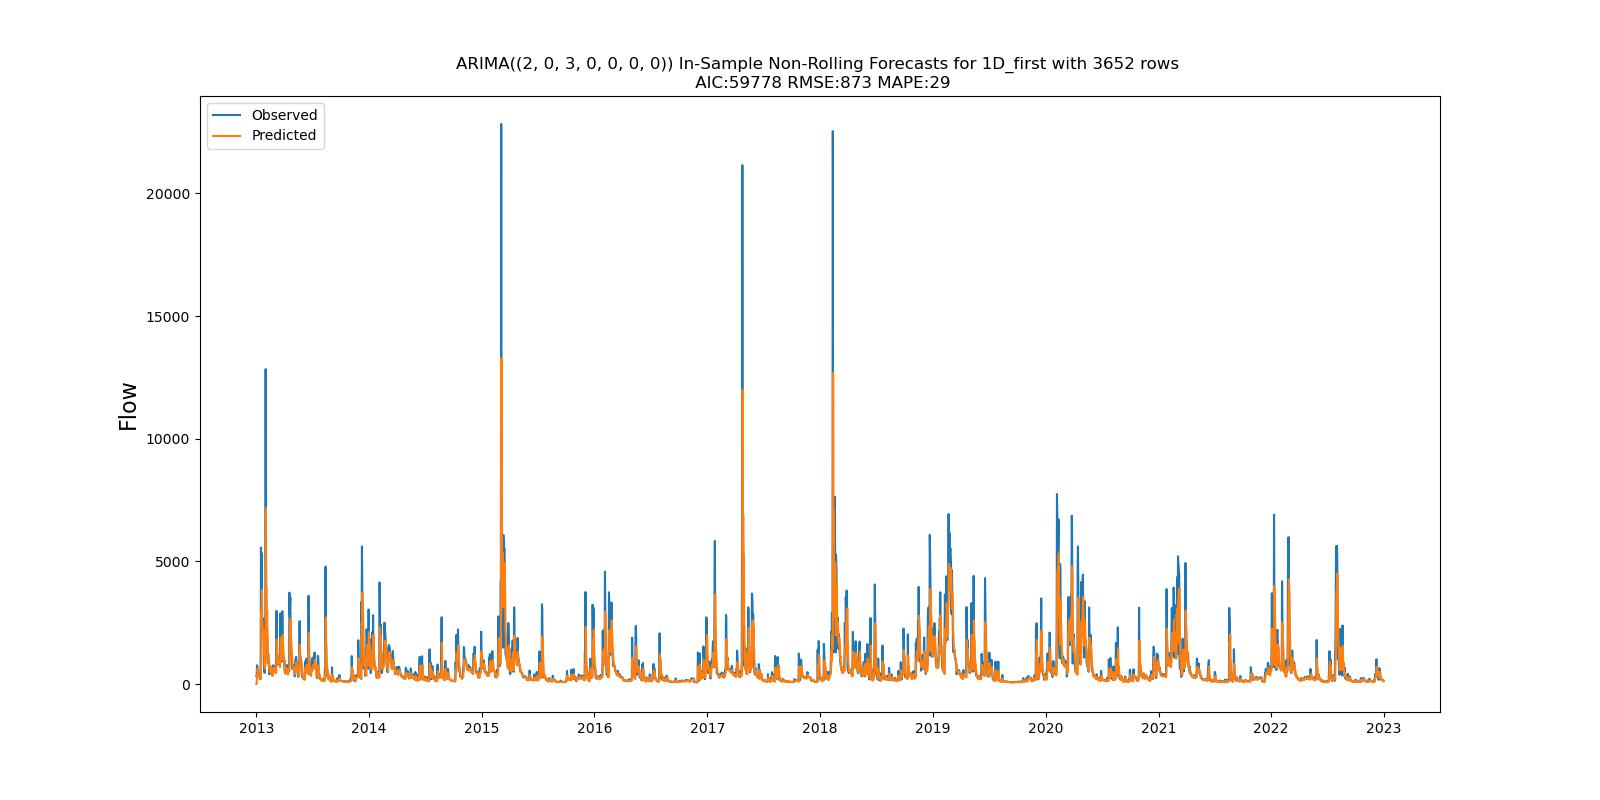 ARIMA((2, 0, 3, 0, 0, 0, 0)) In-Sample Non-Rolling Forecasts for 1D_first with 3652 rows
AIC:59778 RMSE:873 MAPE:29
Observed
Predicted
20000
15000
10000
5000
0
Flow
2013 2014 2015 2016 2017 2018 2019 2020 2021 2022 2023